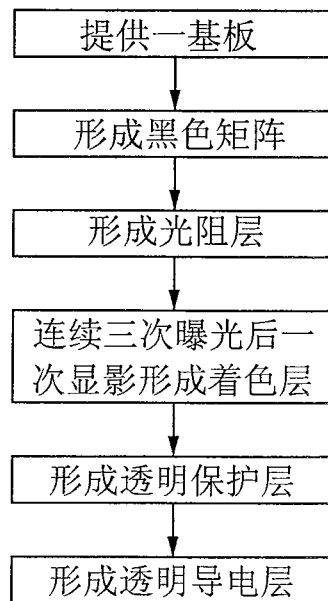 提供一基板
形成黑色矩阵
形成光阻层
连续三次曝光后一
次显影形成着色层
形成透明保护层
形成透明导电层